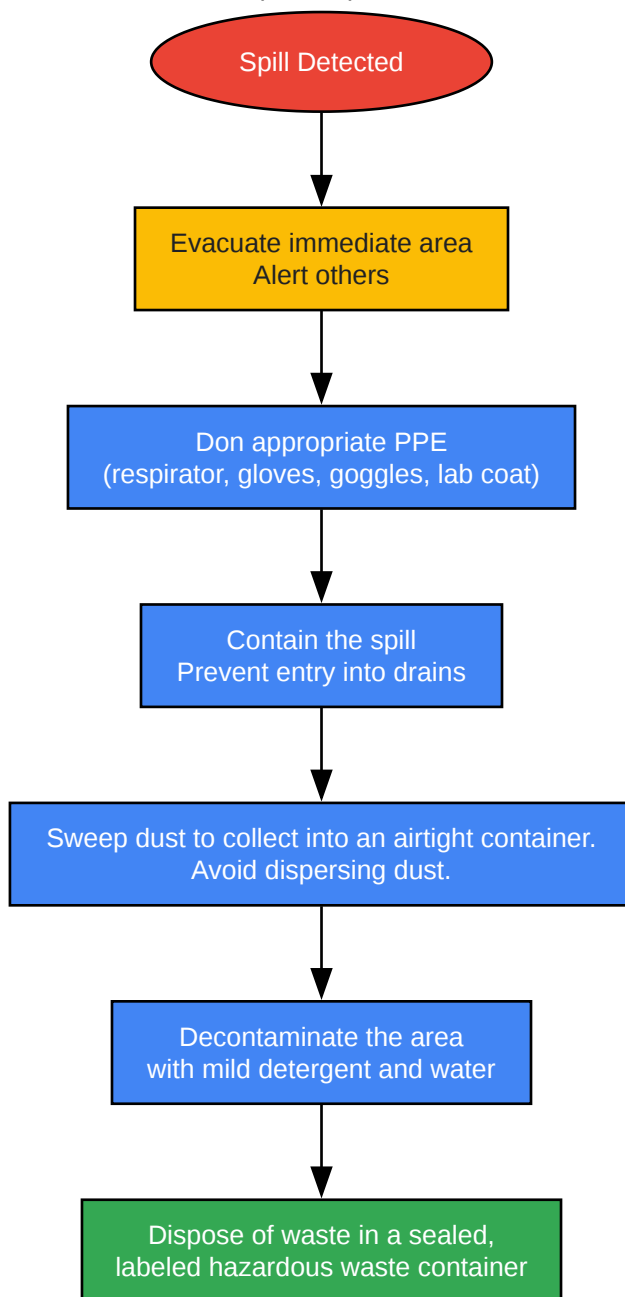 Spill Detected
Evacuate immediate area
Alert others
Don appropriate PPE
(respirator, gloves, goggles, lab coat)
Contain the spill
Prevent entry into drains
Sweep dust to collect into an airtight container.
Avoid dispersing dust.
Decontaminate the area
with mild detergent and water
Dispose of waste in a sealed,
labeled hazardous waste container